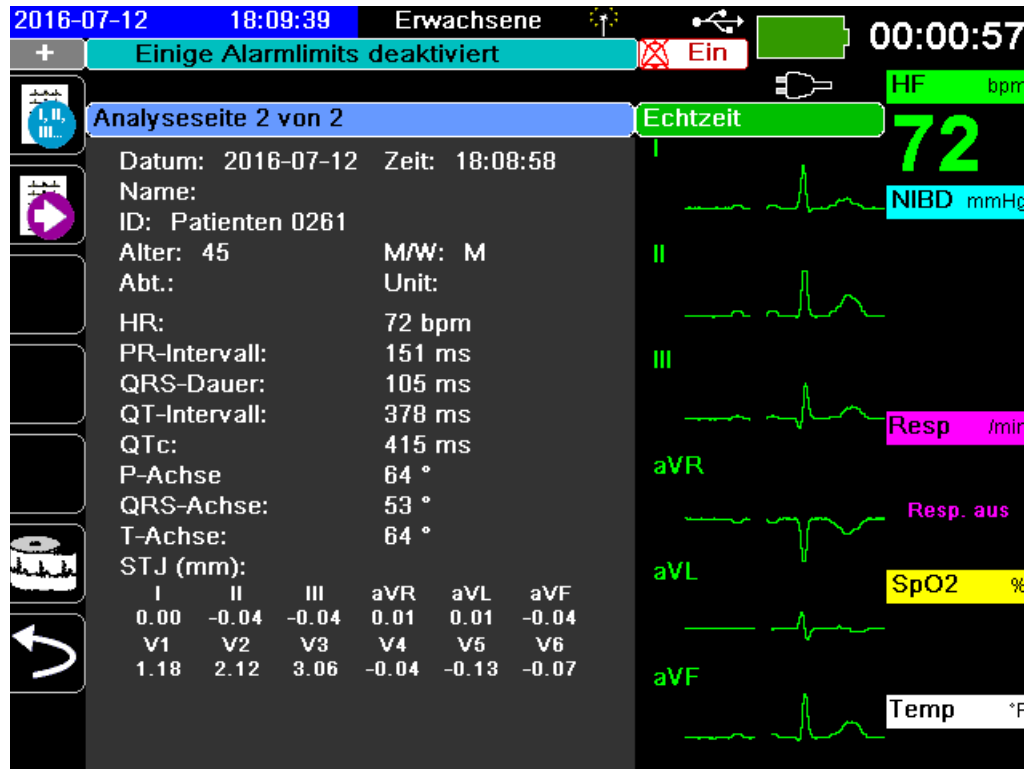 2016-07-12 18:09:39 Erwachsene 00:00:57
+ Einige Alarmlimits deaktiviert Ein
HF bpm
72
I, II, III...
Analyseseite 2 von 2
Datum: 2016-07-12 Zeit: 18:08:58
Name:
ID: Patienten 0261
Alter: 45 M/W: M
Abt.: Unit:
HR: 72 bpm
PR-Intervall: 151 ms
QRS-Dauer: 105 ms
QT-Intervall: 378 ms
QTc: 415 ms
P-Achse 64 °
QRS-Achse: 53 °
T-Achse: 64 °
STJ (mm):
I II III aVR aVL aVF
0.00 -0.04 -0.04 0.01 0.01 -0.04
V1 V2 V3 V4 V5 V6
1.18 2.12 3.06 -0.04 -0.13 -0.07
Echtzeit
I
II
III
aVR
aVL
aVF
NIBD mmHg
Resp /min
Resp. aus
SpO2 %
Temp °F